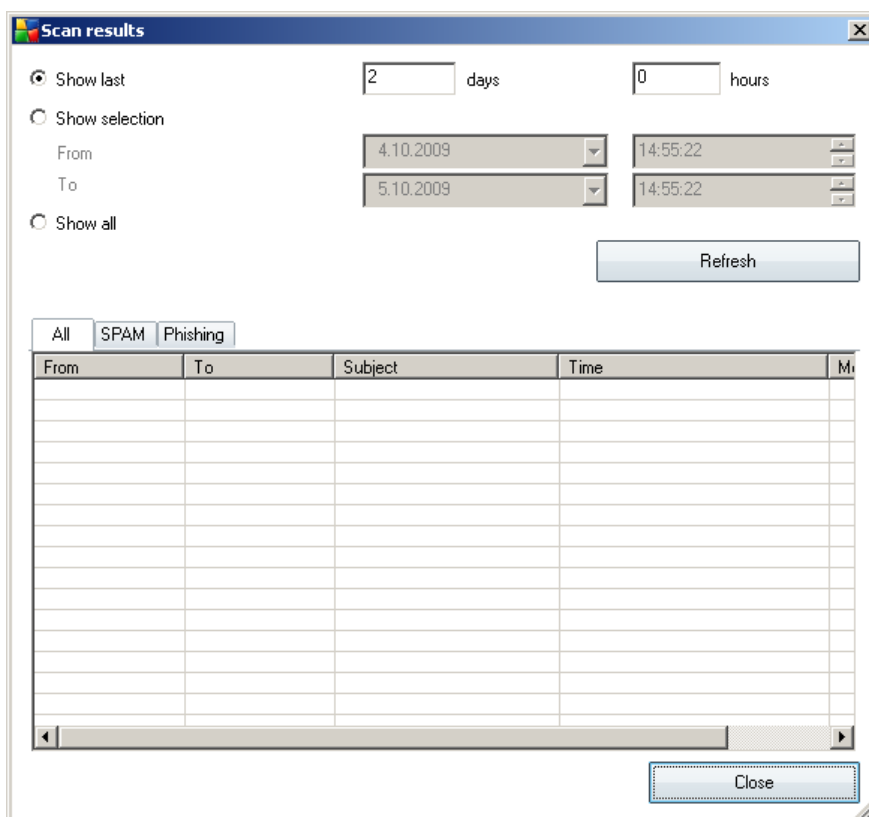 Scan results
Show last 2 days 0 hours
Show selection
From 4.10.2009 14:55:22
To 5.10.2009 14:55:22
Show all
Refresh
All SPAM Phishing
From To Subject Time
Close